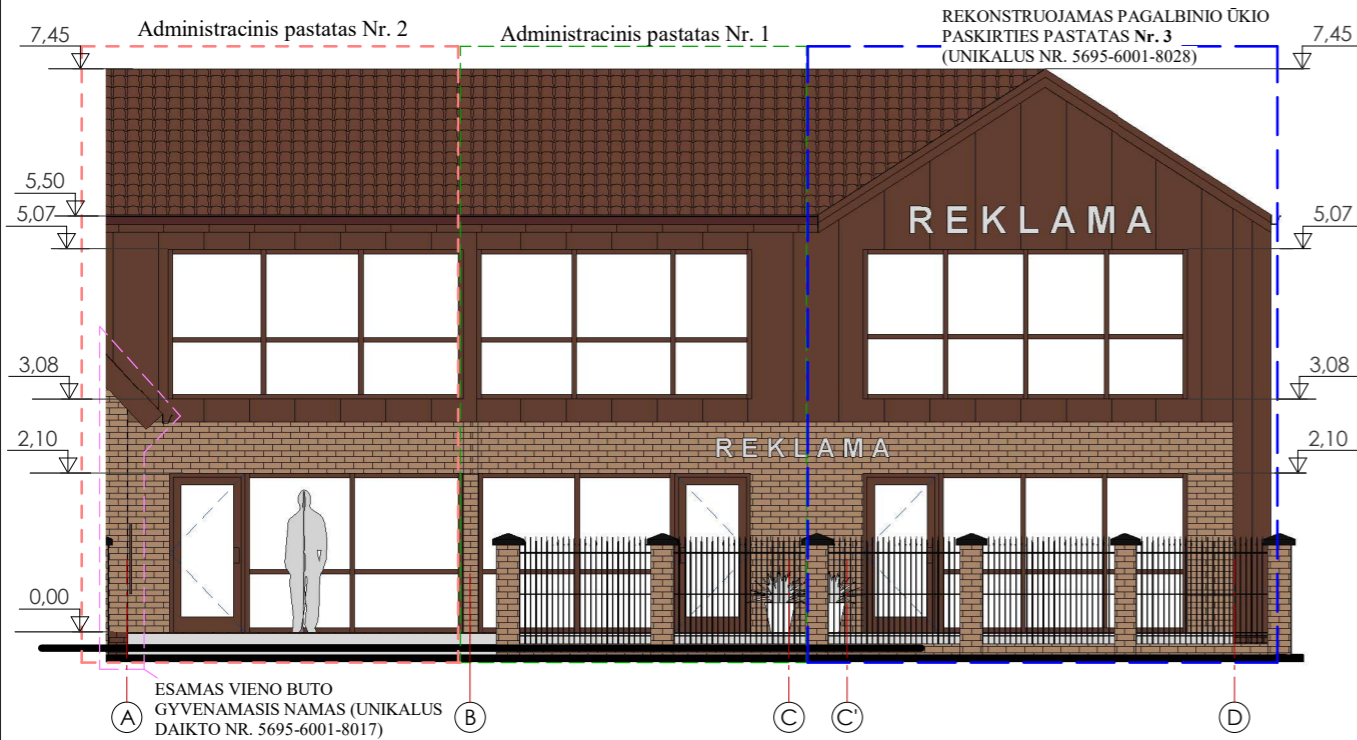 Administracinis pastatas Nr. 2
Administracinis pastatas Nr. 1
REKONSTRUOJAMAS PAGALBINIO ŪKIO
PASKIRTIES PASTATAS Nr. 3
(UNIKALUS NR. 5695-6001-8028)
7,45
7,45
5,50
5,07
5,07
REKLAMA
3,08
3,08
2,10
2,10
REKLAMA
0,00
ESAMAS VIENO BUTO
GYVENAMASIS NAMAS (UNIKALUS
DAIKTO NR. 5695-6001-8017)
A
B
C
C'
D